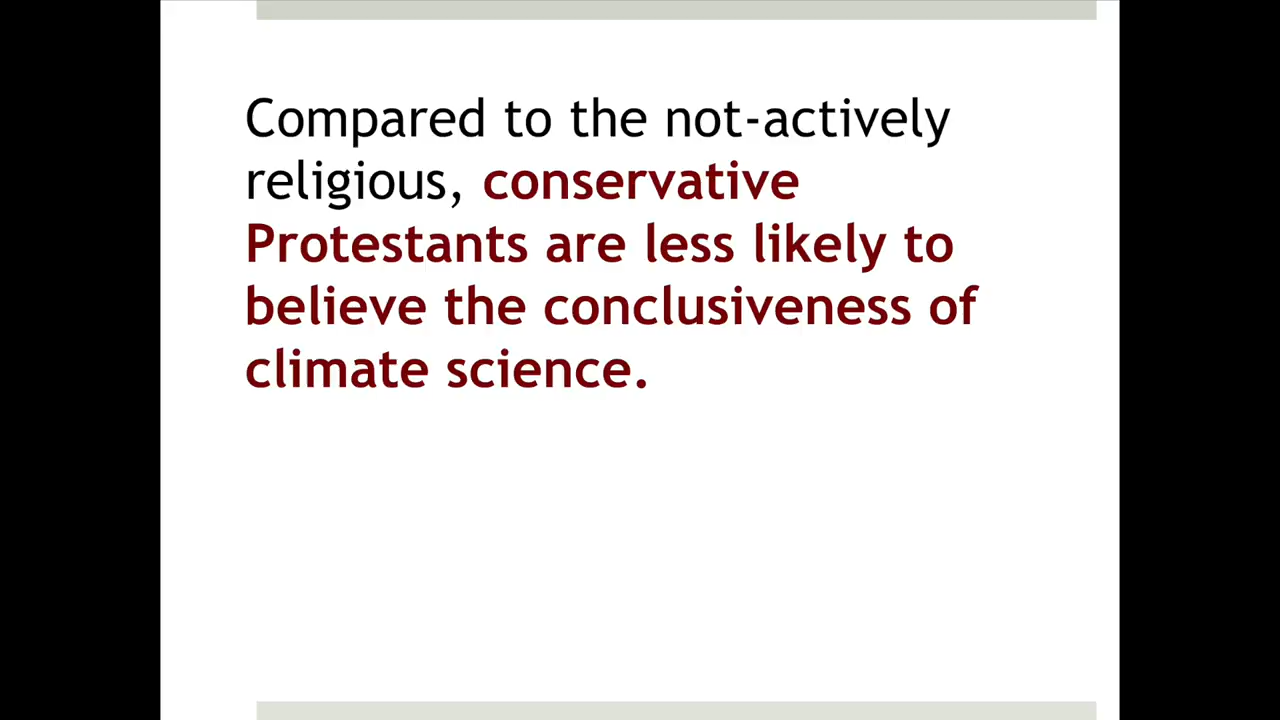 Compared to the not-actively
religious, conservative
Protestants are less likely to
believe the conclusiveness of
climate science.